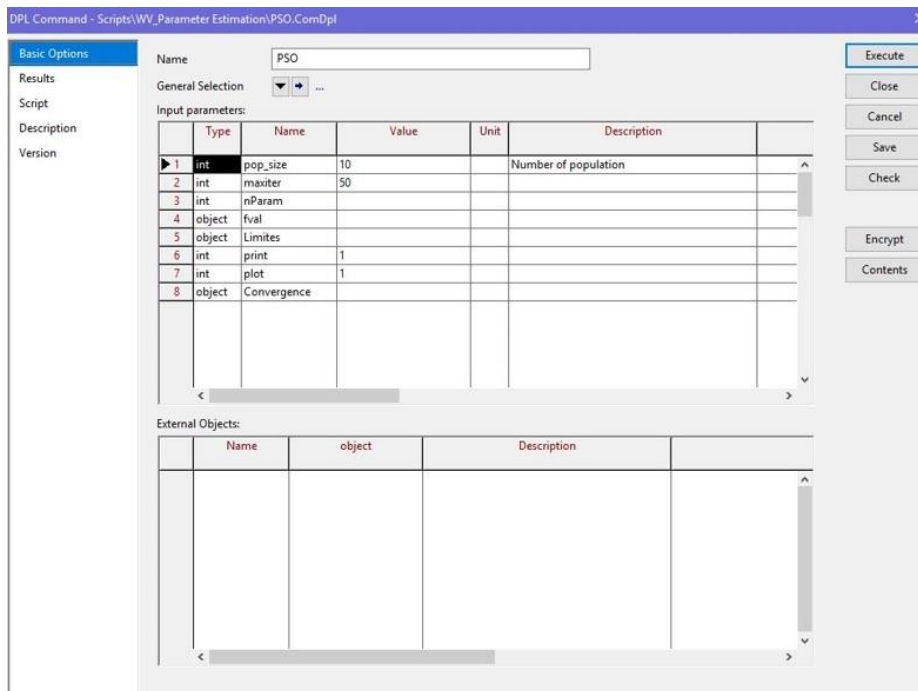 DPL Command - Scripts\WV_Parameter Estimation\PSO.ComDpl
Basic Options
Results
Script
Description
Version
Name PSO
General Selection ...
Input parameters:
Type Name Value Unit Description
1 int pop_size 10 Number of population
2 int maxiter 50
3 int nParam
4 object fval
5 object Limites
6 int print 1
7 int plot 1
8 object Convergence
External Objects:
Name object Description
Execute
Close
Cancel
Save
Check
Encrypt
Contents